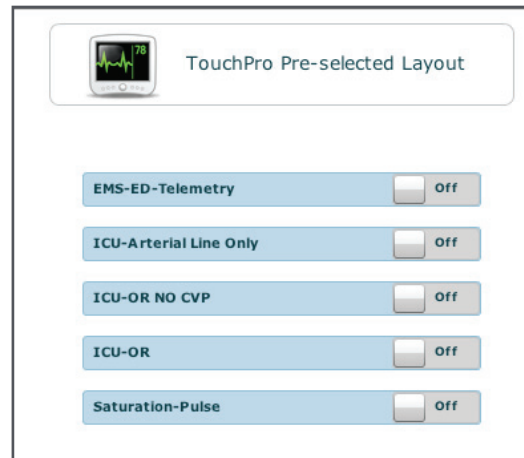 78
TouchPro Pre-selected Layout
EMS-ED-Telemetry Off
ICU-Arterial Line Only Off
ICU-OR NO CVP Off
ICU-OR Off
Saturation-Pulse Off